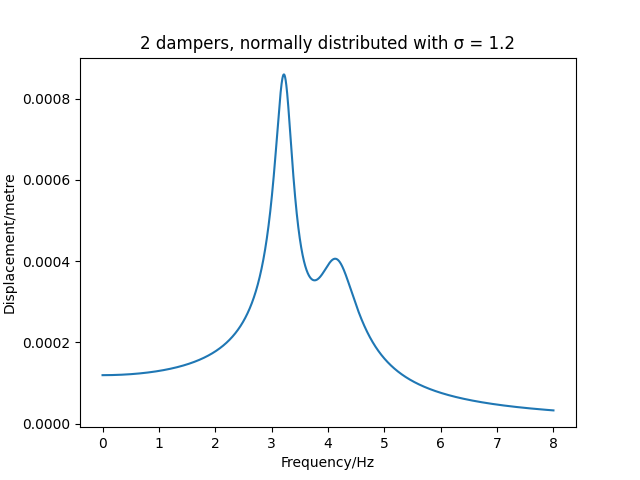 2 dampers, normally distributed with σ = 1.2
0.0008
0.0006
0.0004
0.0002
0.0000
Displacement/metre
0 1 2 3 4 5 6 7 8
Frequency/Hz